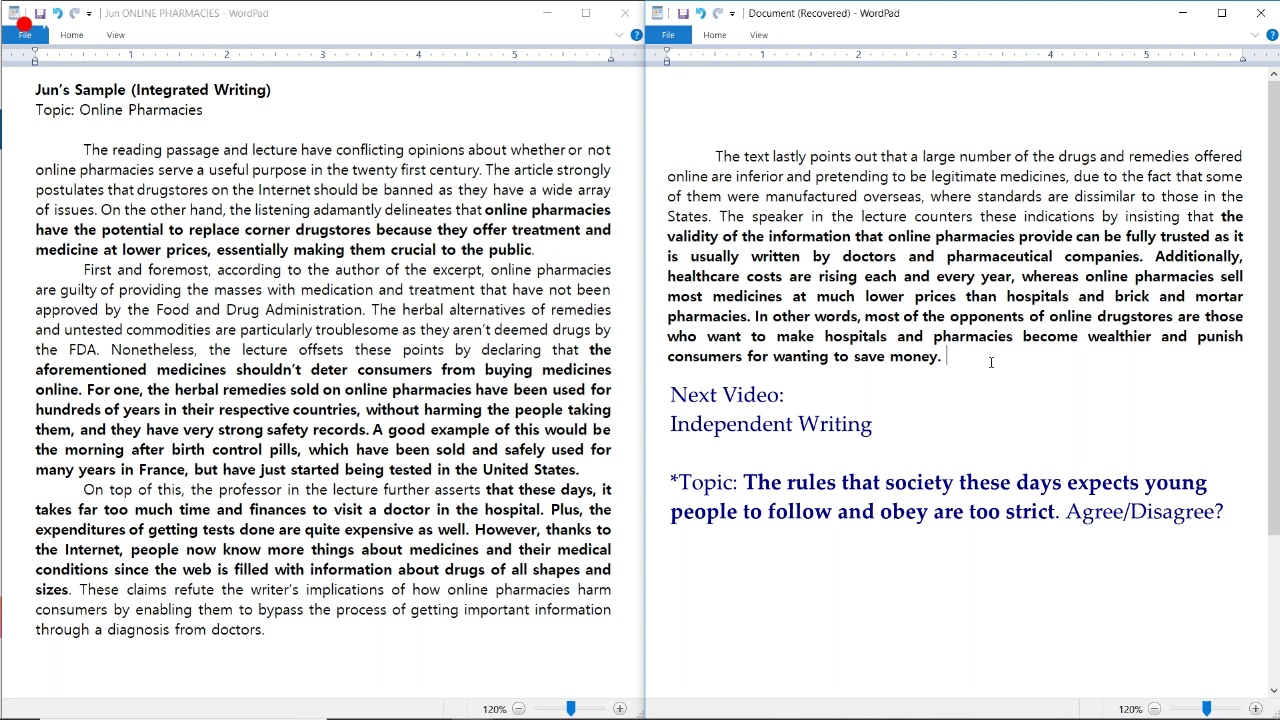 Jun ONLINE PHARMACIES - WordPad
File Home View
1 2 3 4 5
Jun's Sample (Integrated Writing)
Topic: Online Pharmacies
The reading passage and lecture have conflicting opinions about whether or not
online pharmacies serve a useful purpose in the twenty first century. The article strongly
postulates that drugstores on the Internet should be banned as they have a wide array
of issues. On the other hand, the listening adamantly delineates that online pharmacies
have the potential to replace corner drugstores because they offer treatment and
medicine at lower prices, essentially making them crucial to the public.
First and foremost, according to the author of the excerpt, online pharmacies
are guilty of providing the masses with medication and treatment that have not been
approved by the Food and Drug Administration. The herbal alternatives of remedies
and untested commodities are particularly troublesome as they aren't deemed drugs by
the FDA. Nonetheless, the lecture offsets these points by declaring that the
aforementioned medicines shouldn't deter consumers from buying medicines
online. For one, the herbal remedies sold on online pharmacies have been used for
hundreds of years in their respective countries, without harming the people taking
them, and they have very strong safety records. A good example of this would be
the morning after birth control pills, which have been sold and safely used for
many years in France, but have just started being tested in the United States.
On top of this, the professor in the lecture further asserts that these days, it
takes far too much time and finances to visit a doctor in the hospital. Plus, the
expenditures of getting tests done are quite expensive as well. However, thanks to
the Internet, people now know more things about medicines and their medical
conditions since the web is filled with information about drugs of all shapes and
sizes. These claims refute the writer's implications of how online pharmacies harm
consumers by enabling them to bypass the process of getting important information
through a diagnosis from doctors.
120%
Document (Recovered) - WordPad
File Home View
1 2 3 4 5
The text lastly points out that a large number of the drugs and remedies offered
online are inferior and pretending to be legitimate medicines, due to the fact that some
of them were manufactured overseas, where standards are dissimilar to those in the
States. The speaker in the lecture counters these indications by insisting that the
validity of the information that online pharmacies provide can be fully trusted as it
is usually written by doctors and pharmaceutical companies. Additionally,
healthcare costs are rising each and every year, whereas online pharmacies sell
most medicines at much lower prices than hospitals and brick and mortar
pharmacies. In other words, most of the opponents of online drugstores are those
who want to make hospitals and pharmacies become wealthier and punish
consumers for wanting to save money.
Next Video:
Independent Writing
*Topic: The rules that society these days expects young
people to follow and obey are too strict. Agree/Disagree?
120%